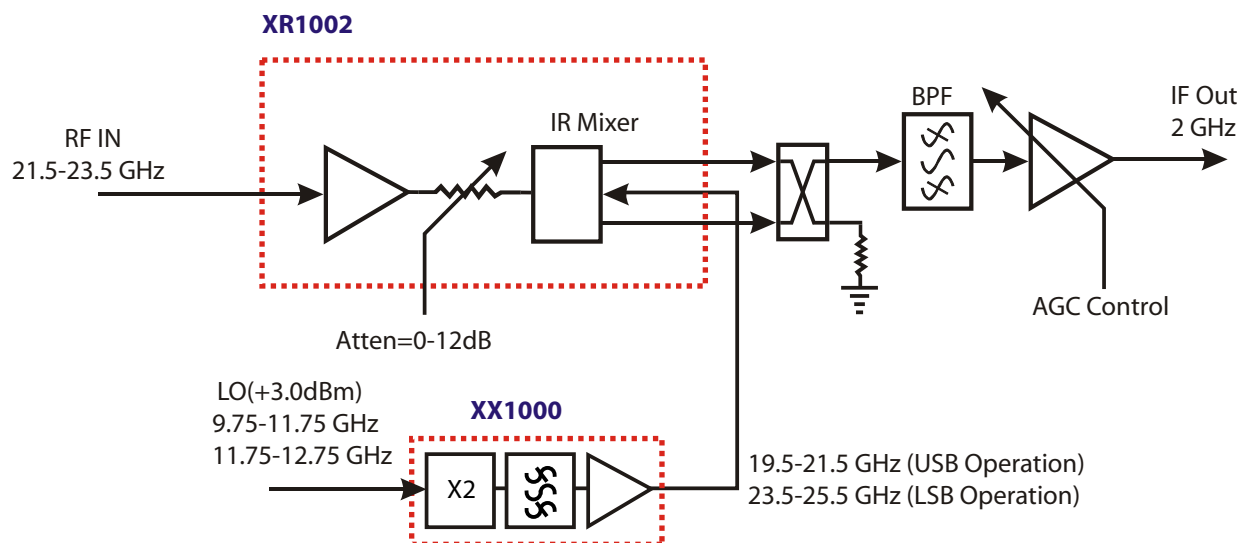 XR1002
RF IN
21.5-23.5 GHz
IR Mixer
BPF
IF Out
2 GHz
Atten=0-12dB
AGC Control
LO(+3.0dBm)
9.75-11.75 GHz
11.75-12.75 GHz
XX1000
X2
19.5-21.5 GHz (USB Operation)
23.5-25.5 GHz (LSB Operation)